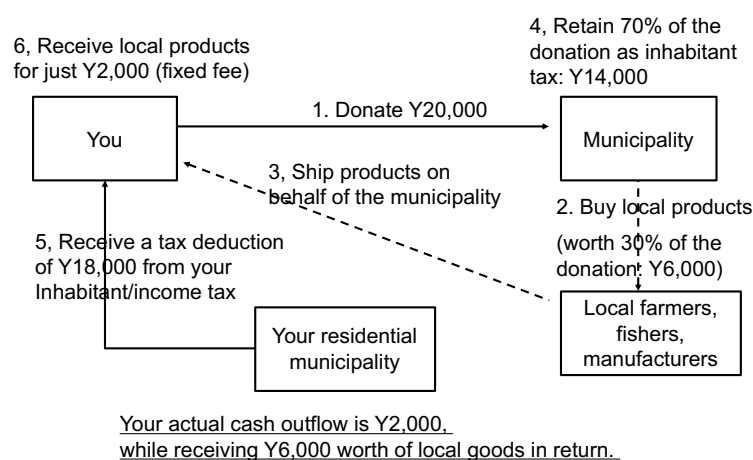 6, Receive local products
for just Y2,000 (fixed fee)
4, Retain 70% of the
donation as inhabitant
tax: Y14,000
1. Donate Y20,000
You
Municipality
3, Ship products on
behalf of the municipality
2. Buy local products
(worth 30% of the
donation: Y6,000)
5, Receive a tax deduction
of Y18,000 from your
Inhabitant/income tax
Your residential
municipality
Local farmers,
fishers,
manufacturers
Your actual cash outflow is Y2,000,
while receiving Y6,000 worth of local goods in return.